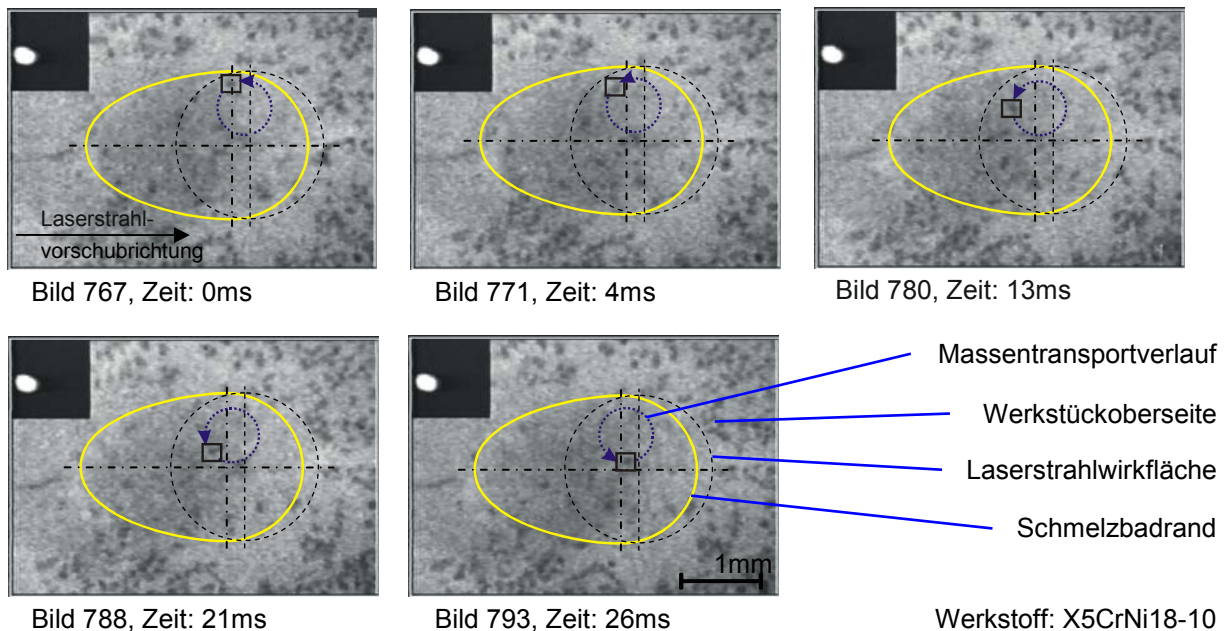 Laserstrahl-
vorschubrichtung
Bild 767, Zeit: 0ms
Bild 771, Zeit: 4ms
Bild 780, Zeit: 13ms
Massentransportverlauf
Werkstückoberseite
Laserstrahlwirkfläche
Schmelzbadrand
1mm
Bild 788, Zeit: 21ms
Bild 793, Zeit: 26ms
Werkstoff: X5CrNi18-10